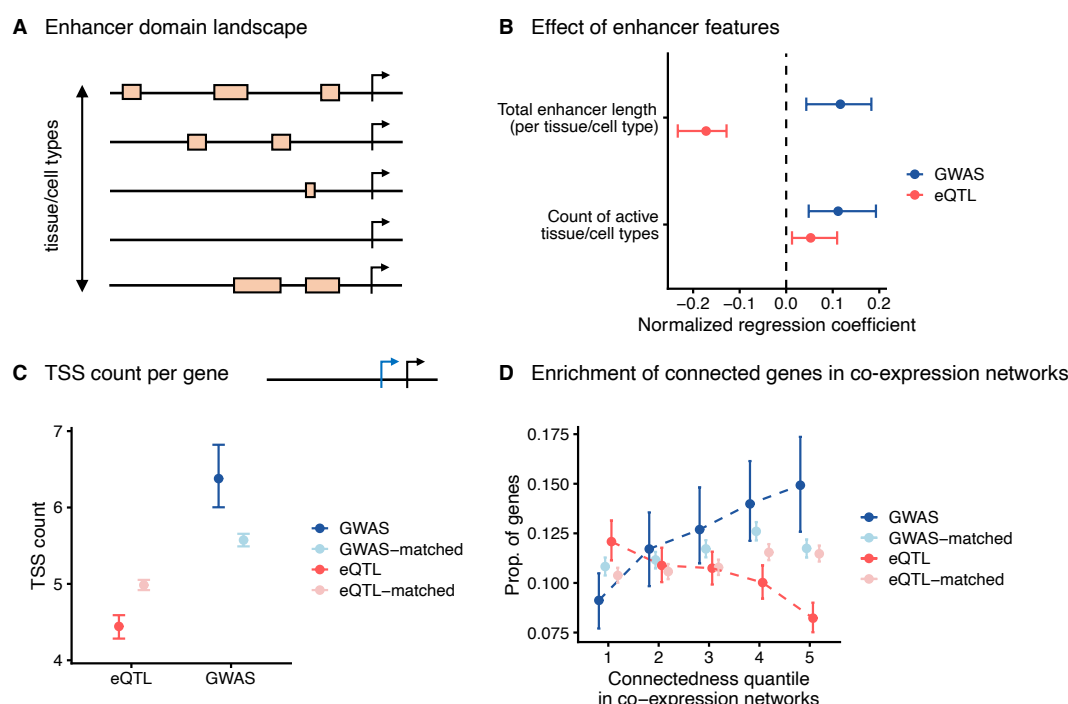 A Enhancer domain landscape
tissue/cell types
B Effect of enhancer features
Total enhancer length
(per tissue/cell type)
Count of active
tissue/cell types
−0.2 −0.1 0.0 0.1 0.2
Normalized regression coefficient
GWAS
eQTL
C TSS count per gene
7
6
5
4
TSS count
eQTL GWAS
GWAS
GWAS−matched
eQTL
eQTL−matched
D Enrichment of connected genes in co-expression networks
0.175
0.150
0.125
0.100
0.075
Prop. of genes
1 2 3 4 5
Connectedness quantile
in co−expression networks
GWAS
GWAS−matched
eQTL
eQTL−matched